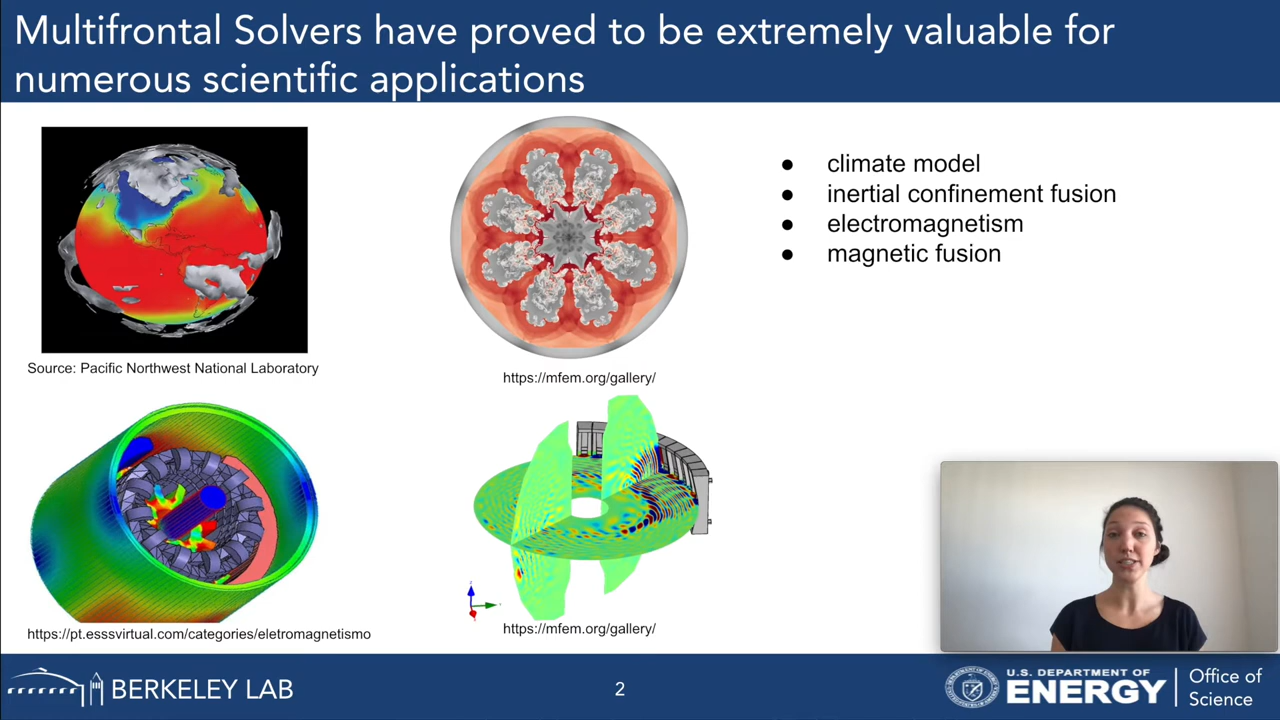 Multifrontal Solvers have proved to be extremely valuable for
numerous scientific applications
● climate model
● inertial confinement fusion
● electromagnetism
● magnetic fusion
Source: Pacific Northwest National Laboratory
https://mfem.org/gallery/
https://pt.esssvirtual.com/categories/eletromagnetismo
https://mfem.org/gallery/
BERKELEY LAB
2
U.S. DEPARTMENT OF
ENERGY
Office of
Science